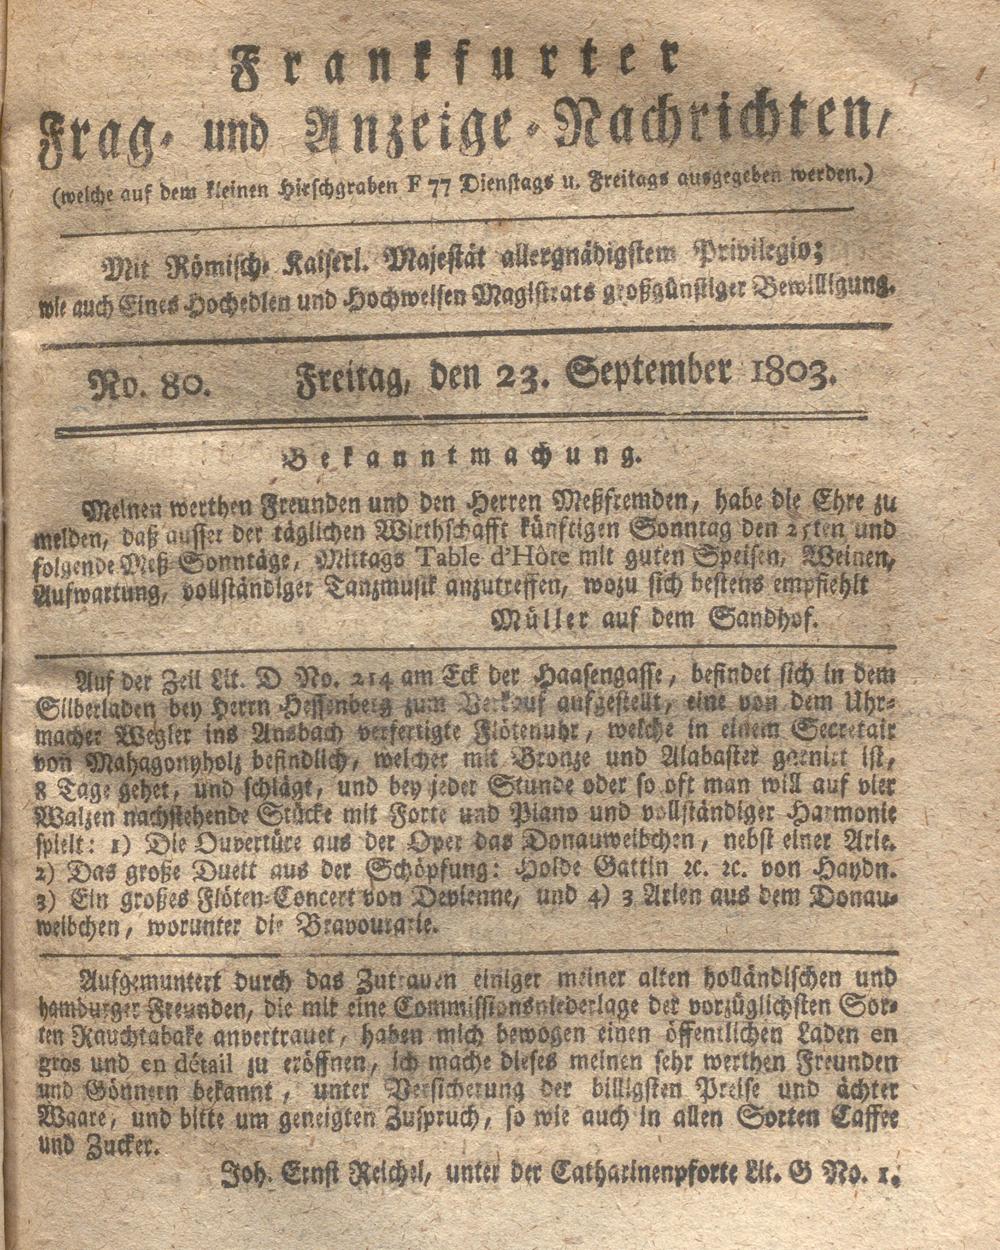 Frankfurter
Frag- und Anzeige-Nachrichten,
(welche auf dem kleinen Hirschgraben F 77 Dienstags u. Freitags ausgegeben werden.)
Mit Römisch- Kaiserl. Majestät allergnädigstem Privilegio;
wie auch Eines Hochedlen und Hochweisen Magistrats großgünstiger Bewilligung.
No. 80. Freitag, den 23. September 1803.
Bekanntmachung.
Meinen werthen Freunden und den Herren Meßfremden, habe die Ehre zu
melden, daß ausser der täglichen Wirthschafft künftigen Sonntag den 25ten und
folgende Meß-Sonntäge, Mittags Table d'Hôte mit guten Speisen, Weinen,
Aufwartung, vollständiger Tanzmusik anzutreffen, wozu sich bestens empfiehlt
Müller auf dem Sandhof.
Auf der Zeil Lit. D No. 214 am Eck der Haasengasse, befindet sich in dem
Silberladen bey Herrn Hessenberg zum Verkauf aufgestellt, eine von dem Uhr-
macher Wegler ins Ansbach verfertigte Flötenuhr, welche in einem Secretair
von Mahagonyholz befindlich, welcher mit Bronze und Alabaster garnirt ist,
8 Tage gehet, und schlägt, und bey jeder Stunde oder so oft man will auf vier
Walzen nachstehende Stücke mit Forte und Piano und vollständiger Harmonie
spielt: 1) Die Ouvertüre aus der Oper das Donauweibchen, nebst einer Arie.
2) Das große Duett aus der Schöpfung: Holde Gattin ꝛc. ꝛc. von Haydn.
3) Ein großes Flöten-Concert von Devienne, und 4) 3 Arien aus dem Donau-
weibchen, worunter die Bravourarie.
Aufgemuntert durch das Zutrauen einiger meiner alten holländischen und
hamburger Freunden, die mit eine Commissionsniederlage der vorzüglichsten Sor-
ten Rauchtabake anvertrauet, haben mich bewogen einen öffentlichen Laden en
gros und en détail zu eröffnen, ich mache dieses meinen sehr werthen Freunden
und Gönnern bekannt, unter Versicherung der billigsten Preise und ächter
Waare, und bitte um geneigten Zuspruch, so wie auch in allen Sorten Caffee
und Zucker.
Joh. Ernst Reichel, unter der Catharinenpforte Lit. G No. 1.